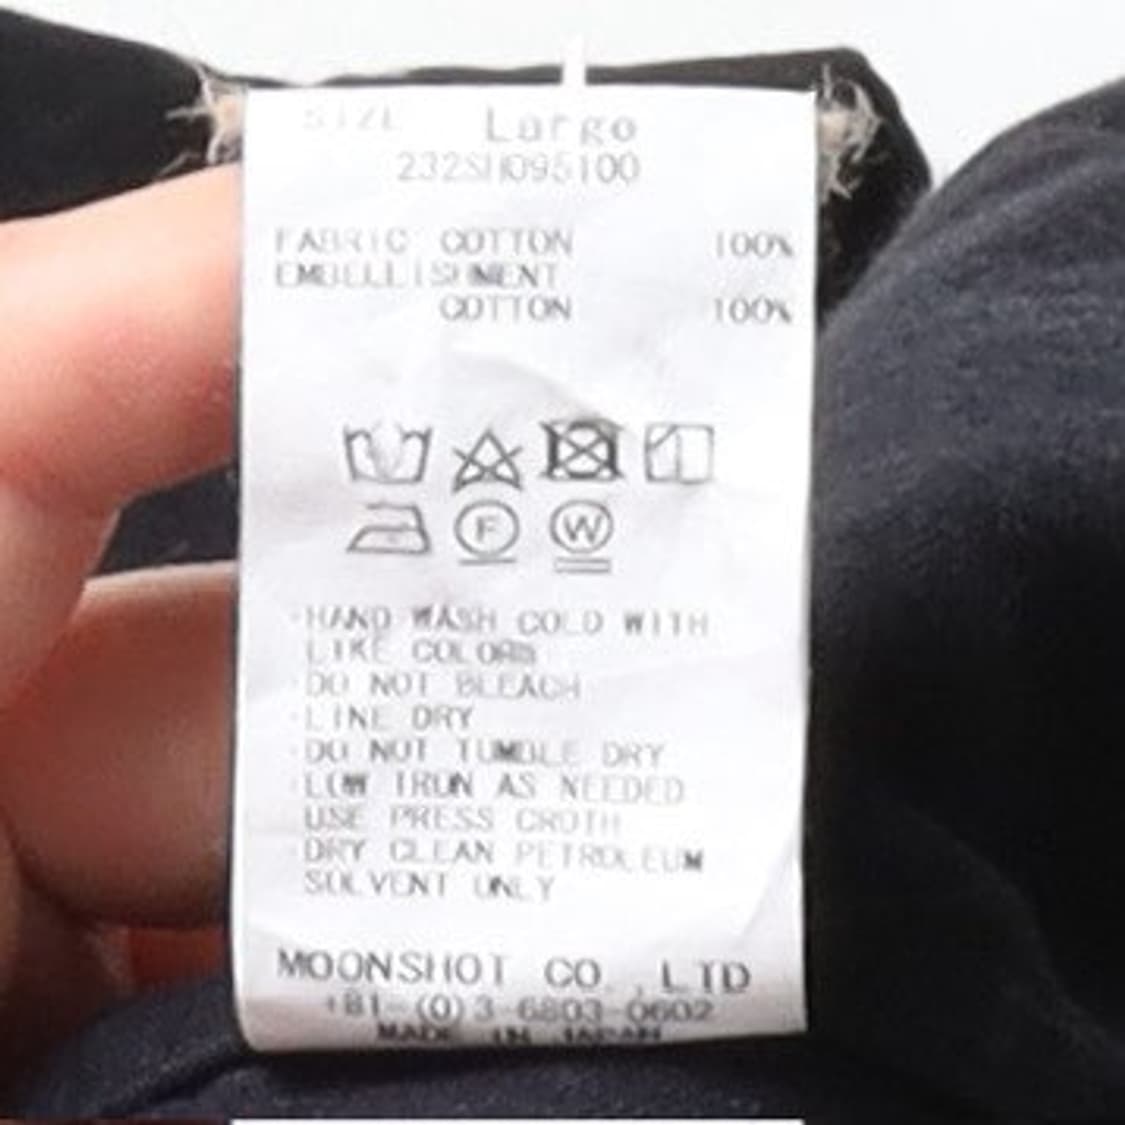 SIZE Largo
232SH095100
FABRIC COTTON 100%
EMBELLISHMENT
COTTON 100%
F W
·HAND WASH COLD WITH
LIKE COLORS
·DO NOT BLEACH
·LINE DRY
·DO NOT TUMBLE DRY
·LOW IRON AS NEEDED
USE PRESS CROTH
·DRY CLEAN PETROLEUM
SOLVENT ONLY
MOONSHOT CO.,LTD
+81-(0)3-6803-0602
MADE IN JAPAN